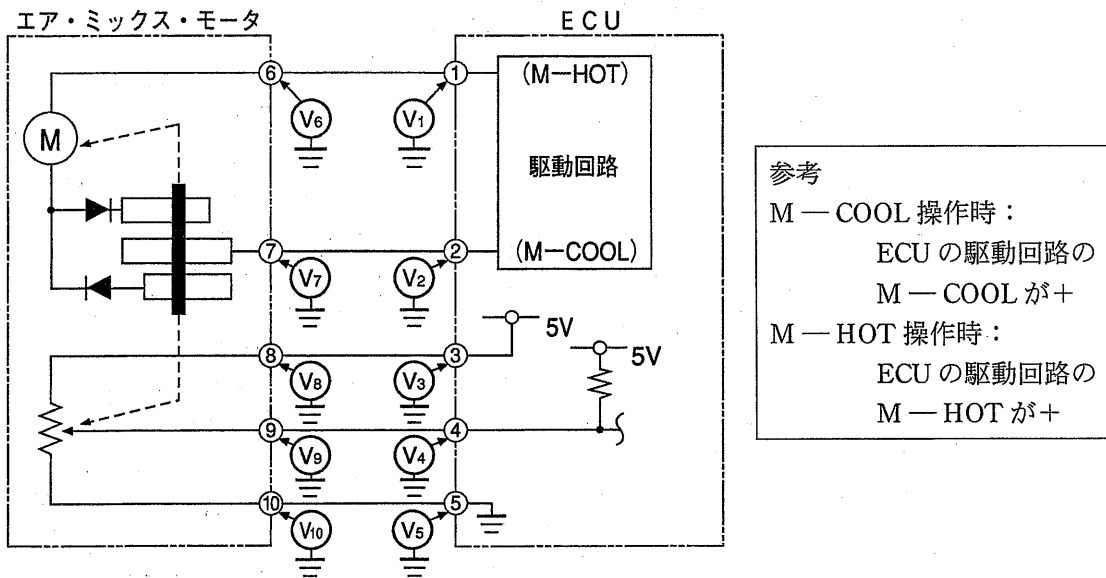 エア・ミックス・モータ
ECU
⑥
①
(M―HOT)
V6
V1
M
駆動回路
⑦
②
(M―COOL)
V7
V2
5V
5V
⑧
③
V8
V3
⑨
④
V9
V4
⑩
⑤
V10
V5
参考
M ― COOL 操作時：
ECU の駆動回路の
M ― COOL が＋
M ― HOT 操作時：
ECU の駆動回路の
M ― HOT が＋